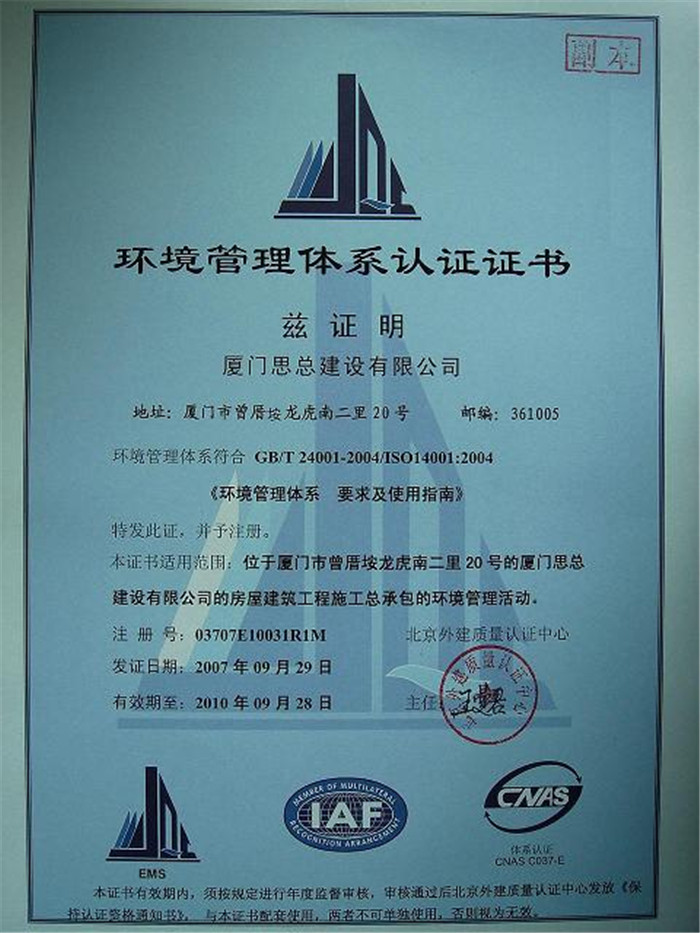 副本
环境管理体系认证证书
兹证明
厦门思总建设有限公司
地址：厦门市曾厝垵龙虎南二里20号 邮编：361005
环境管理体系符合 GB/T 24001-2004/ISO14001:2004
《环境管理体系 要求及使用指南》
特发此证，并予注册。
本证书适用范围：位于厦门市曾厝垵龙虎南二里20号的厦门思总
建设有限公司的房屋建筑工程施工总承包的环境管理活动。
注册号：03707E10031R1M 北京外建质量认证中心
发证日期：2007年09月29日
有效期至：2010年09月28日 主任：
外建质量认证中心
EMS
MEMBER OF MULTILATERAL
IAF
RECOGNITION ARRANGEMENT
CNAS
体系认证
CNAS C037-E
本证书有效期内，须按规定进行年度监督审核，审核通过后北京外建质量认证中心发放《保
持认证资格通知书》，与本证书配套使用，两者不可单独使用，否则视为无效。